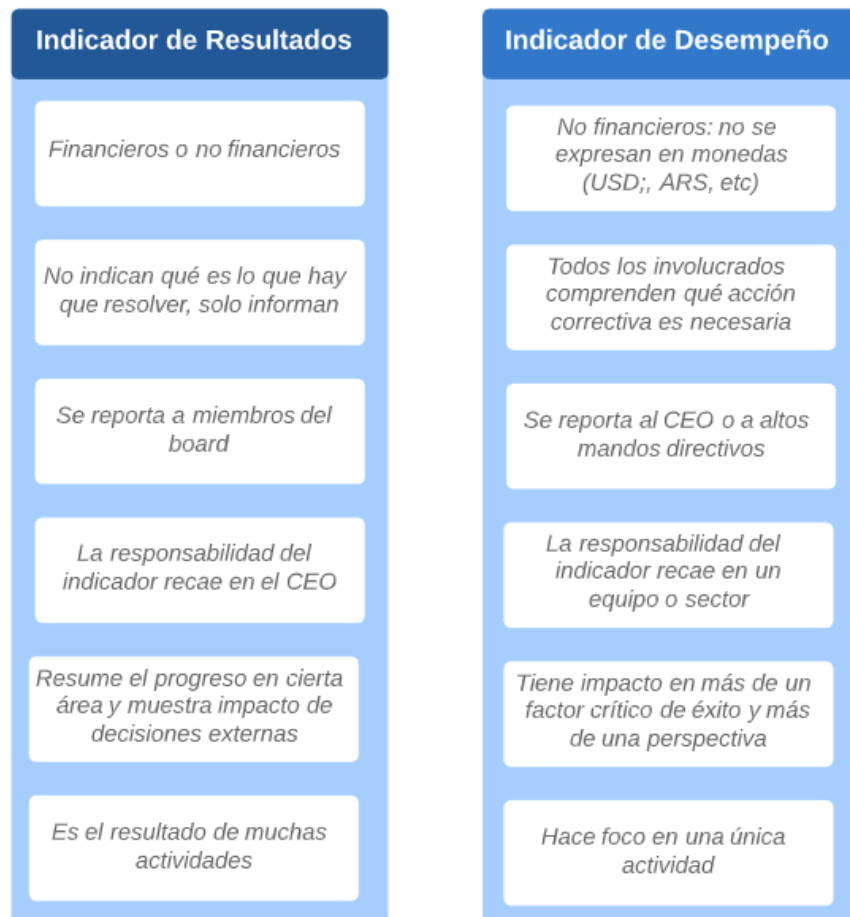 Indicador de Resultados
Financieros o no financieros
No indican qué es lo que hay
que resolver, solo informan
Se reporta a miembros del
board
La responsabilidad del
indicador recae en el CEO
Resume el progreso en cierta
área y muestra impacto de
decisiones externas
Es el resultado de muchas
actividades
Indicador de Desempeño
No financieros: no se
expresan en monedas
(USD;, ARS, etc)
Todos los involucrados
comprenden qué acción
correctiva es necesaria
Se reporta al CEO o a altos
mandos directivos
La responsabilidad del
indicador recae en un
equipo o sector
Tiene impacto en más de un
factor crítico de éxito y más
de una perspectiva
Hace foco en una única
actividad